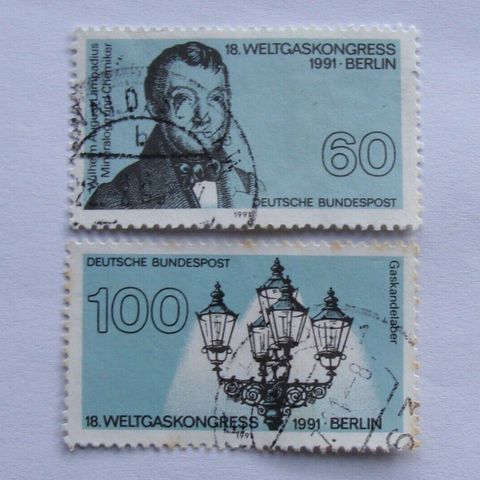 18. WELTGASKONGRESS
1991 · BERLIN
Wilhelm August Lampadius
Mineraloge und Chemiker
60
DEUTSCHE BUNDESPOST
1991
DEUTSCHE BUNDESPOST
100
Gaskandelaber
18. WELTGASKONGRESS 1991 · BERLIN
1991